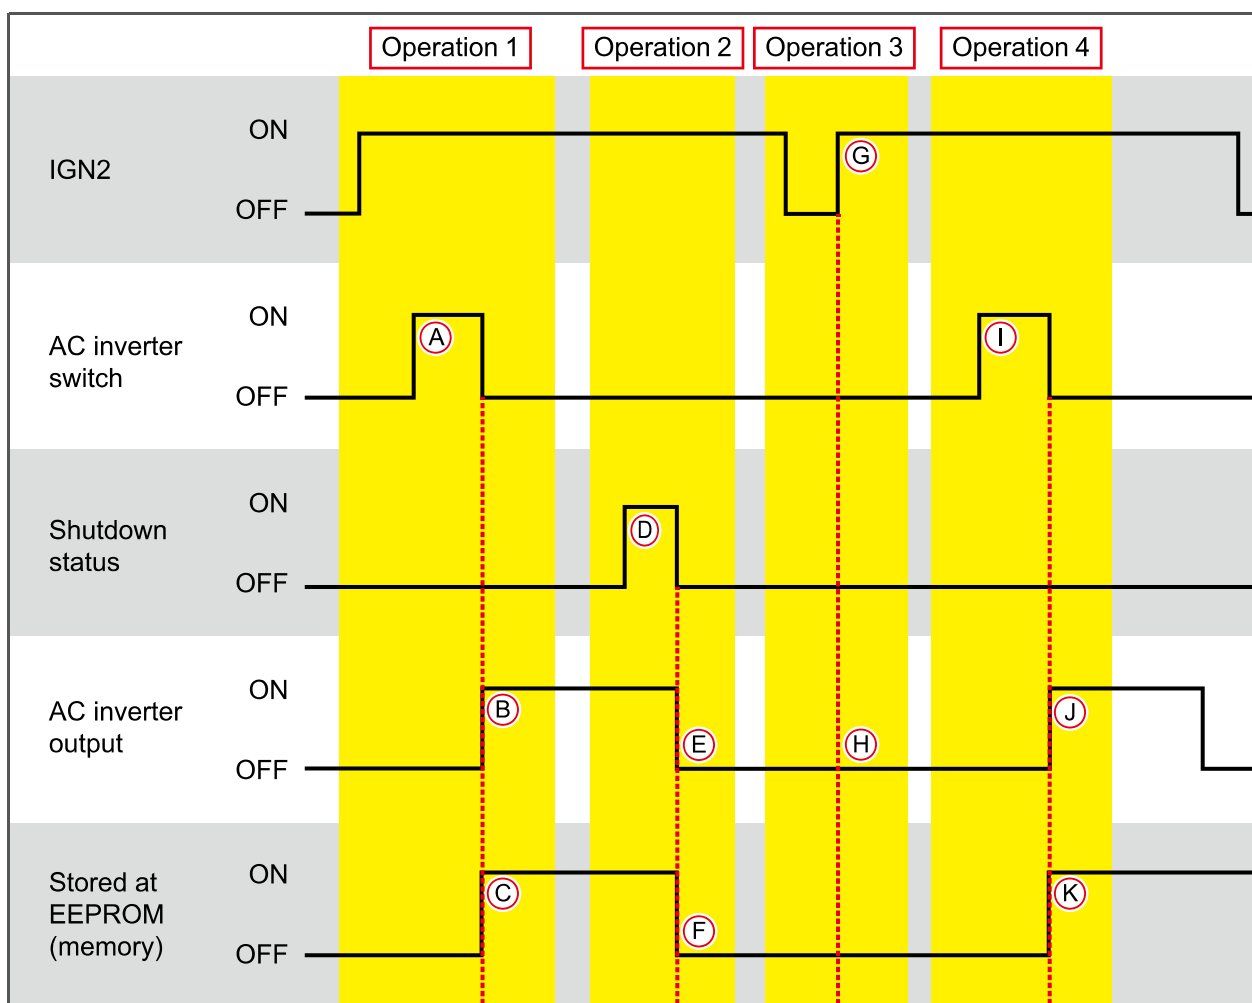 Operation 1
Operation 2
Operation 3
Operation 4
IGN2
ON
OFF
G
AC inverter
switch
ON
OFF
A
I
Shutdown
status
ON
OFF
D
AC inverter
output
ON
OFF
B
E
H
J
Stored at
EEPROM
(memory)
ON
OFF
C
F
K